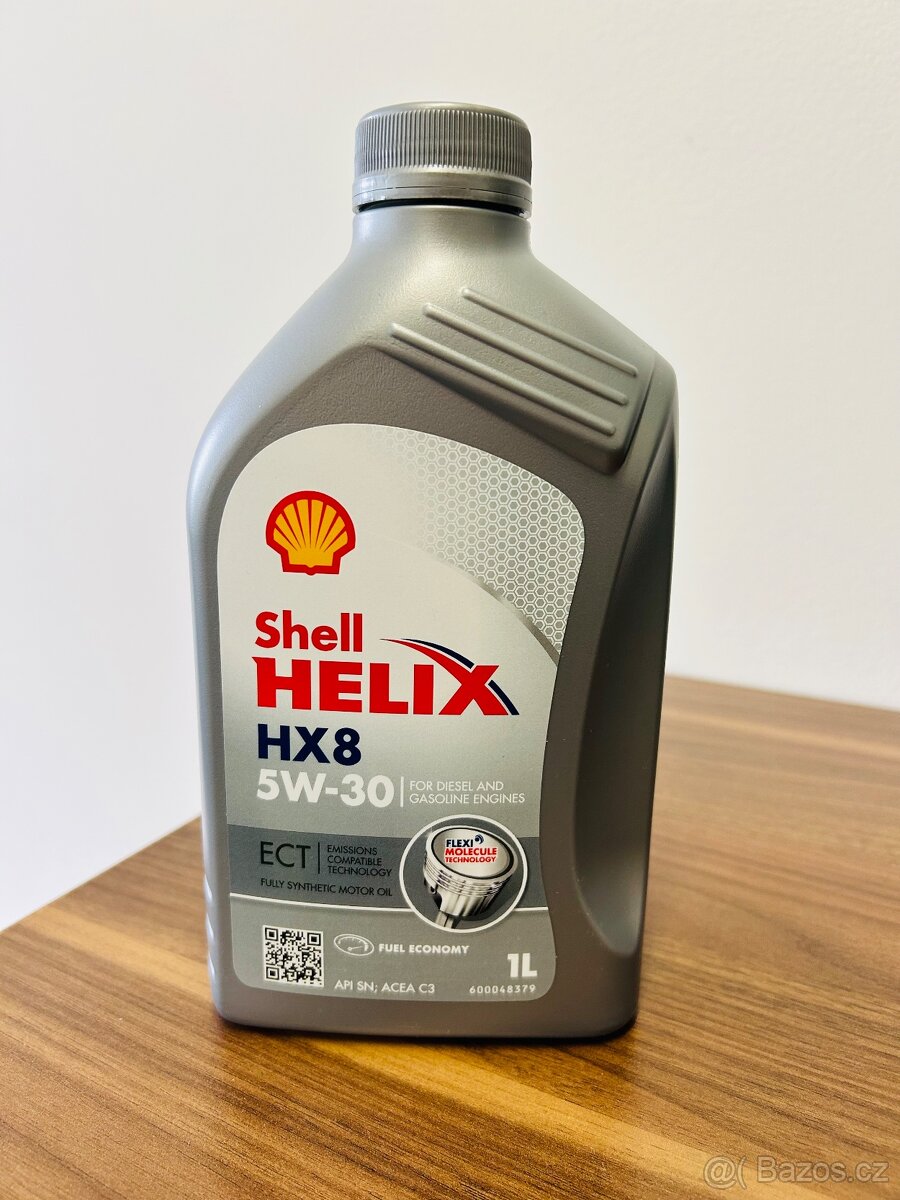 Shell
HELIX
HX8
5W-30
FOR DIESEL AND
GASOLINE ENGINES
ECT
EMISSIONS
COMPATIBLE
TECHNOLOGY
FULLY SYNTHETIC MOTOR OIL
FLEXI
MOLECULE
TECHNOLOGY
FUEL ECONOMY
1L
API SN; ACEA C3
600048379
@( Bazos.cz